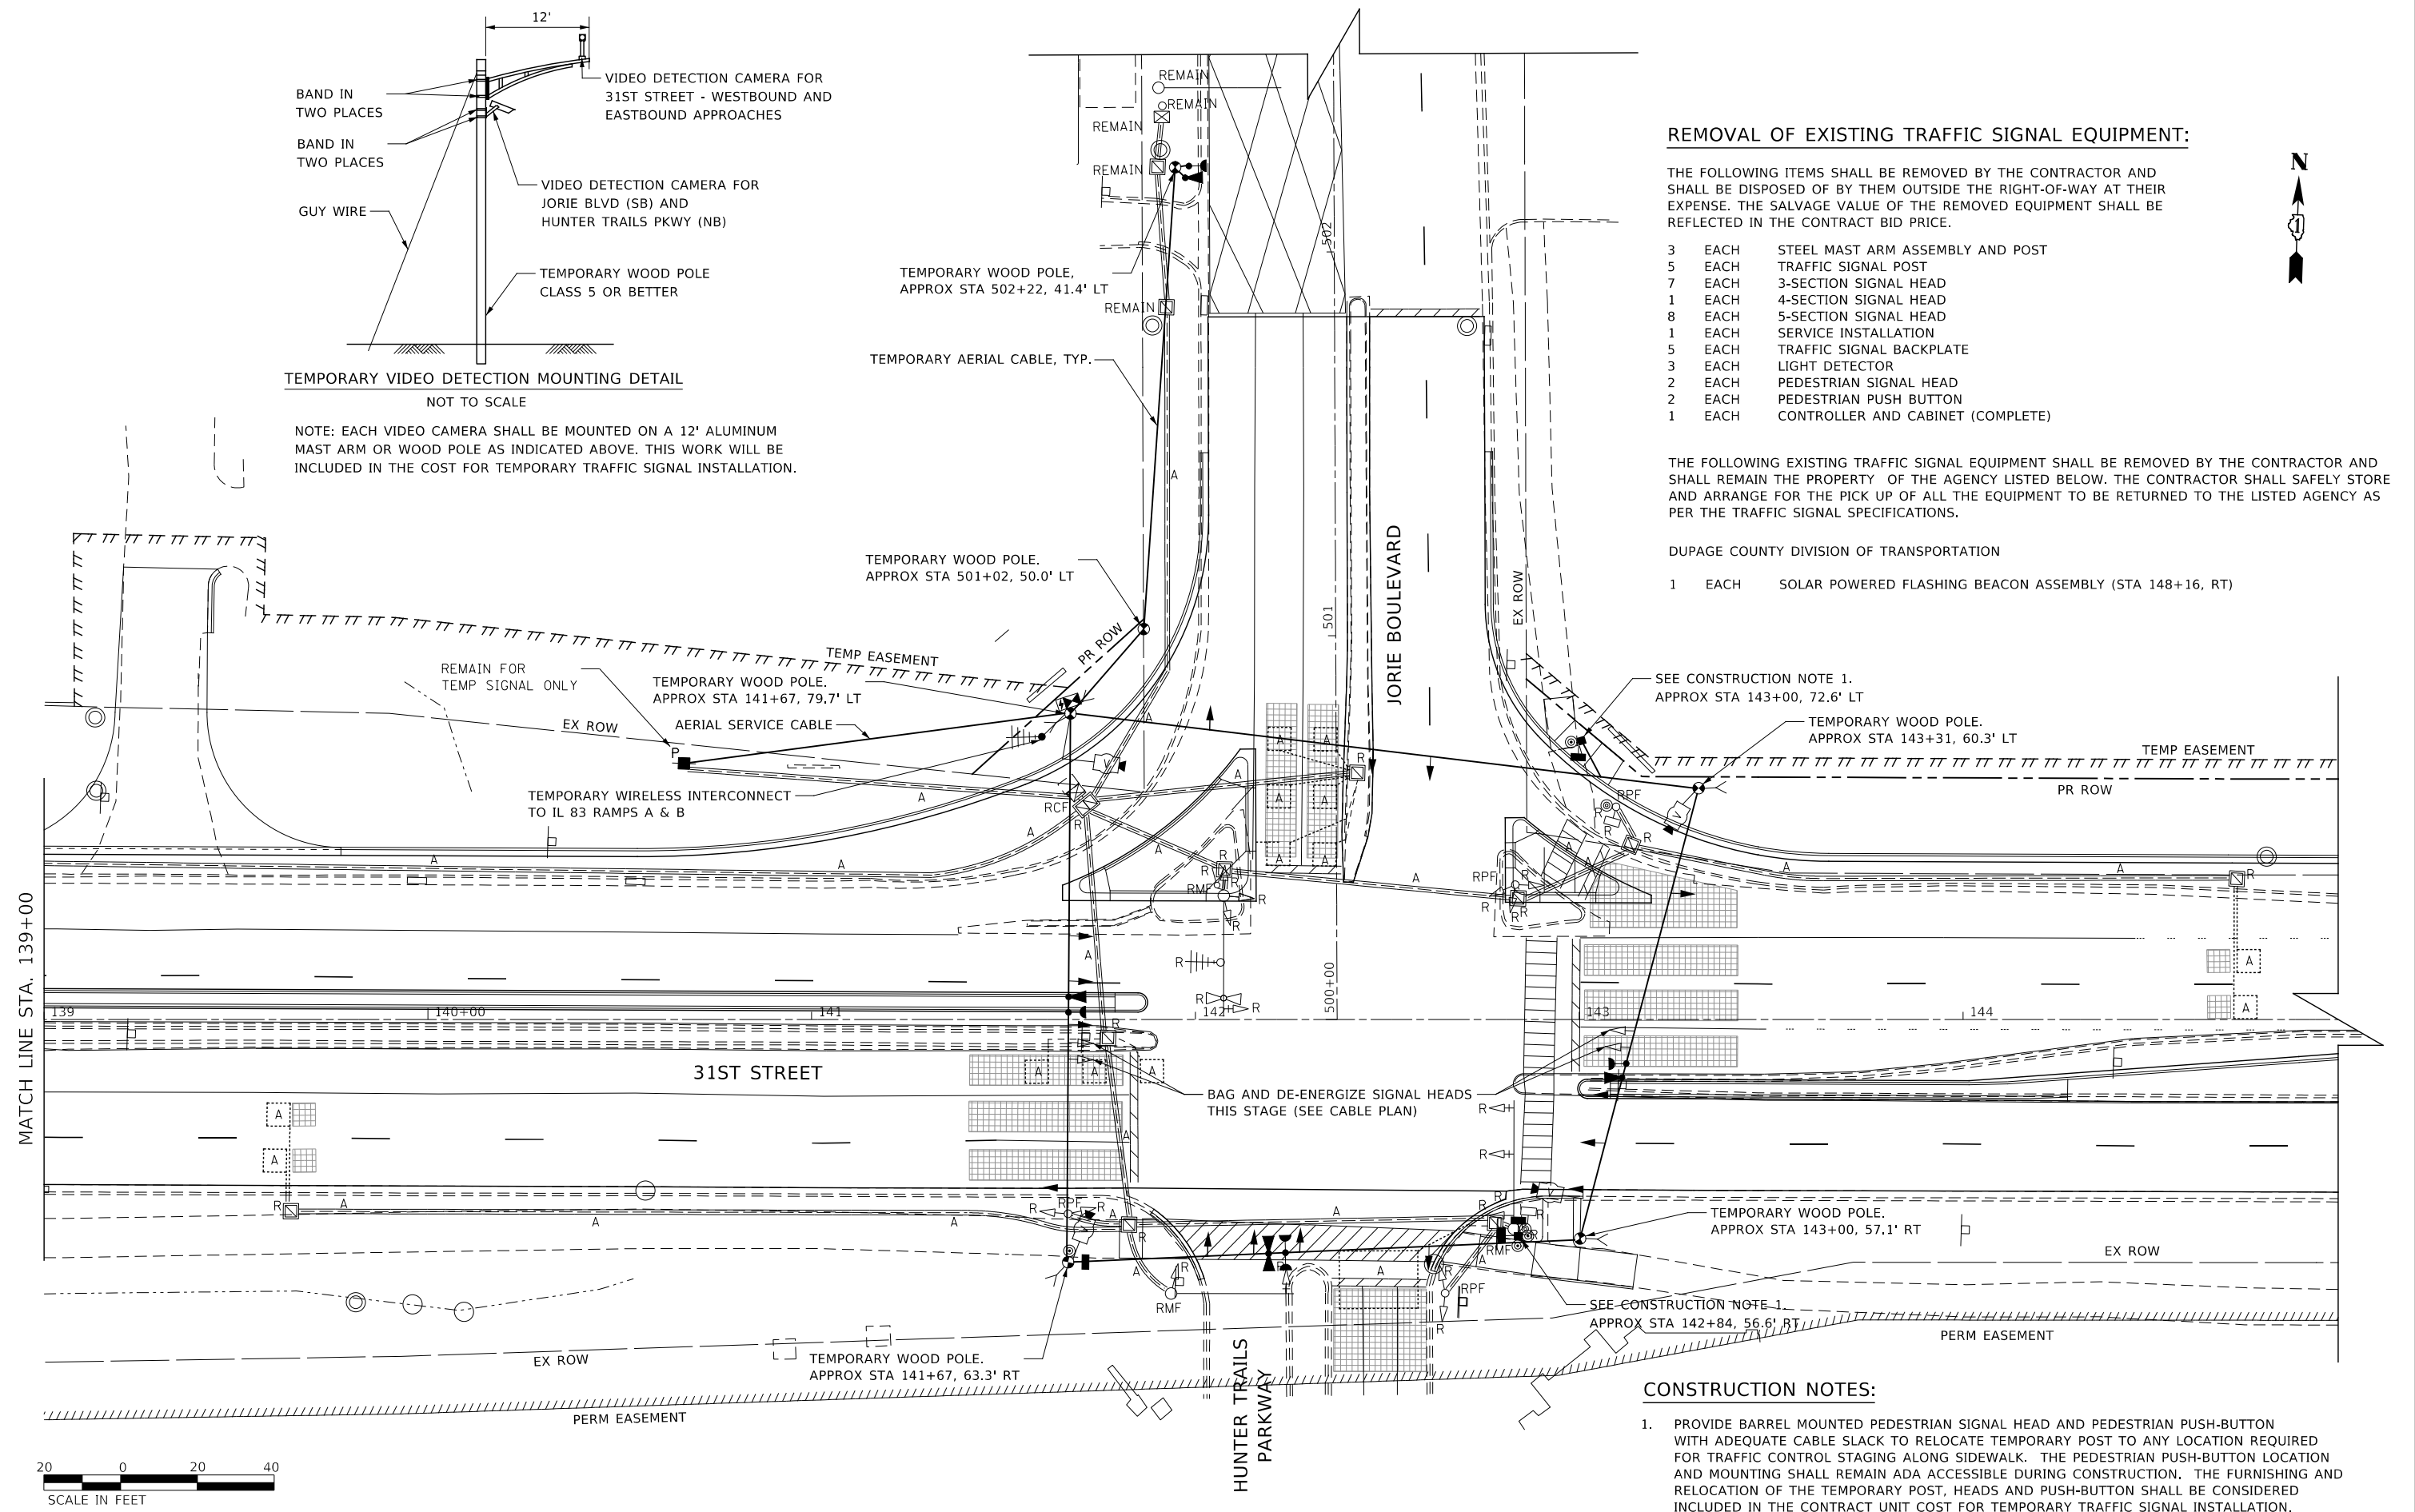 12'
VIDEO DETECTION CAMERA FOR
31ST STREET - WESTBOUND AND
EASTBOUND APPROACHES
BAND IN
TWO PLACES
BAND IN
TWO PLACES
VIDEO DETECTION CAMERA FOR
JORIE BLVD (SB) AND
HUNTER TRAILS PKWY (NB)
GUY WIRE
TEMPORARY WOOD POLE
CLASS 5 OR BETTER
TEMPORARY VIDEO DETECTION MOUNTING DETAIL
NOT TO SCALE
NOTE: EACH VIDEO CAMERA SHALL BE MOUNTED ON A 12' ALUMINUM
MAST ARM OR WOOD POLE AS INDICATED ABOVE. THIS WORK WILL BE
INCLUDED IN THE COST FOR TEMPORARY TRAFFIC SIGNAL INSTALLATION.
REMAIN
REMAIN
REMAIN
REMAIN
REMAIN
TEMPORARY WOOD POLE,
APPROX STA 502+22, 41.4' LT
TEMPORARY AERIAL CABLE, TYP.
TEMPORARY WOOD POLE.
APPROX STA 501+02, 50.0' LT
502
501
500+00
JORIE BOULEVARD
EX ROW
REMOVAL OF EXISTING TRAFFIC SIGNAL EQUIPMENT:
THE FOLLOWING ITEMS SHALL BE REMOVED BY THE CONTRACTOR AND
SHALL BE DISPOSED OF BY THEM OUTSIDE THE RIGHT-OF-WAY AT THEIR
EXPENSE. THE SALVAGE VALUE OF THE REMOVED EQUIPMENT SHALL BE
REFLECTED IN THE CONTRACT BID PRICE.
3 EACH STEEL MAST ARM ASSEMBLY AND POST
5 EACH TRAFFIC SIGNAL POST
7 EACH 3-SECTION SIGNAL HEAD
1 EACH 4-SECTION SIGNAL HEAD
8 EACH 5-SECTION SIGNAL HEAD
1 EACH SERVICE INSTALLATION
5 EACH TRAFFIC SIGNAL BACKPLATE
3 EACH LIGHT DETECTOR
2 EACH PEDESTRIAN SIGNAL HEAD
2 EACH PEDESTRIAN PUSH BUTTON
1 EACH CONTROLLER AND CABINET (COMPLETE)
N
1
THE FOLLOWING EXISTING TRAFFIC SIGNAL EQUIPMENT SHALL BE REMOVED BY THE CONTRACTOR AND
SHALL REMAIN THE PROPERTY OF THE AGENCY LISTED BELOW. THE CONTRACTOR SHALL SAFELY STORE
AND ARRANGE FOR THE PICK UP OF ALL THE EQUIPMENT TO BE RETURNED TO THE LISTED AGENCY AS
PER THE TRAFFIC SIGNAL SPECIFICATIONS.
DUPAGE COUNTY DIVISION OF TRANSPORTATION
1 EACH SOLAR POWERED FLASHING BEACON ASSEMBLY (STA 148+16, RT)
PR ROW
TEMP EASEMENT
REMAIN FOR
TEMP SIGNAL ONLY
TEMPORARY WOOD POLE.
APPROX STA 141+67, 79.7' LT
EX ROW
AERIAL SERVICE CABLE
P
TEMPORARY WIRELESS INTERCONNECT
TO IL 83 RAMPS A & B
RCF
SEE CONSTRUCTION NOTE 1.
APPROX STA 143+00, 72.6' LT
TEMPORARY WOOD POLE.
APPROX STA 143+31, 60.3' LT
TEMP EASEMENT
PR ROW
RPF
RPF
RMF
MATCH LINE STA. 139+00
139
140+00
141
142
143
144
31ST STREET
BAG AND DE-ENERGIZE SIGNAL HEADS
THIS STAGE (SEE CABLE PLAN)
RPF
RMF
RMF
RPF
TEMPORARY WOOD POLE.
APPROX STA 143+00, 57.1' RT
EX ROW
SEE CONSTRUCTION NOTE 1.
APPROX STA 142+84, 56.6' RT
PERM EASEMENT
EX ROW
TEMPORARY WOOD POLE.
APPROX STA 141+67, 63.3' RT
PERM EASEMENT
HUNTER TRAILS
PARKWAY
20 0 20 40
SCALE IN FEET
CONSTRUCTION NOTES:
1. PROVIDE BARREL MOUNTED PEDESTRIAN SIGNAL HEAD AND PEDESTRIAN PUSH-BUTTON
WITH ADEQUATE CABLE SLACK TO RELOCATE TEMPORARY POST TO ANY LOCATION REQUIRED
FOR TRAFFIC CONTROL STAGING ALONG SIDEWALK. THE PEDESTRIAN PUSH-BUTTON LOCATION
AND MOUNTING SHALL REMAIN ADA ACCESSIBLE DURING CONSTRUCTION. THE FURNISHING AND
RELOCATION OF THE TEMPORARY POST, HEADS AND PUSH-BUTTON SHALL BE CONSIDERED
INCLUDED IN THE CONTRACT UNIT COST FOR TEMPORARY TRAFFIC SIGNAL INSTALLATION.